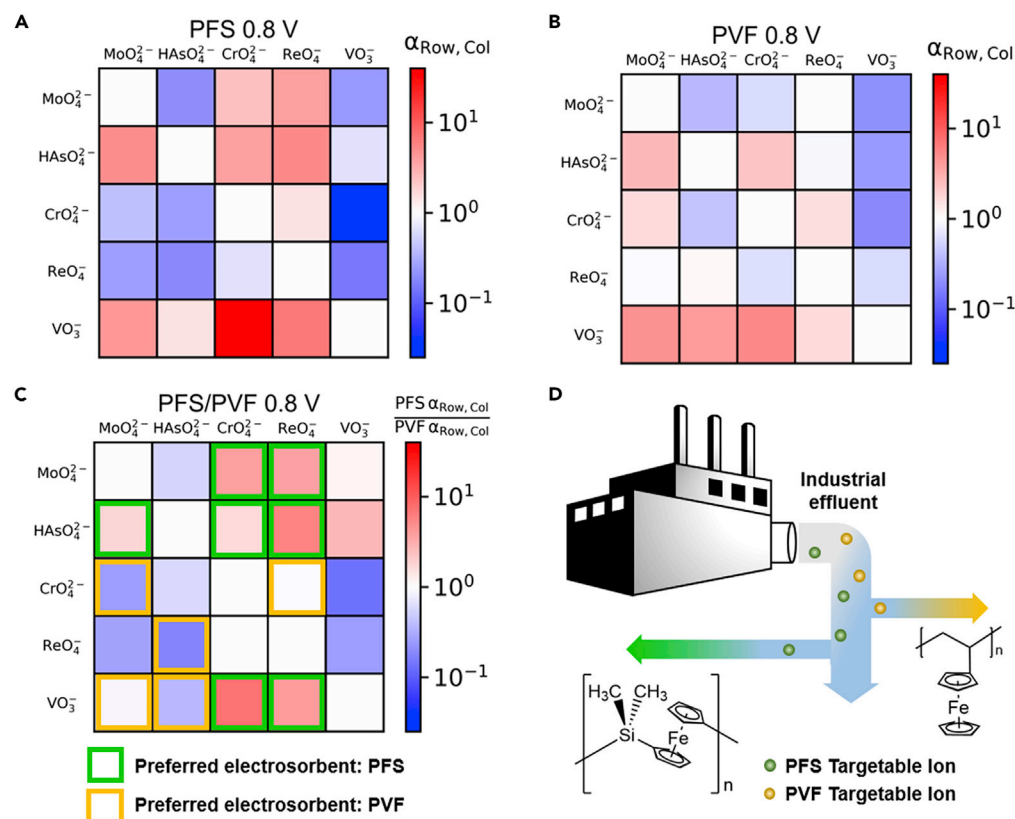 A
PFS 0.8 V
MoO₄²⁻ HAsO₄²⁻ CrO₄²⁻ ReO₄⁻ VO₃⁻
α_Row, Col
MoO₄²⁻
HAsO₄²⁻
CrO₄²⁻
ReO₄⁻
VO₃⁻
10¹
10⁰
10⁻¹
B
PVF 0.8 V
MoO₄²⁻ HAsO₄²⁻ CrO₄²⁻ ReO₄⁻ VO₃⁻
α_Row, Col
MoO₄²⁻
HAsO₄²⁻
CrO₄²⁻
ReO₄⁻
VO₃⁻
10¹
10⁰
10⁻¹
C
PFS/PVF 0.8 V
MoO₄²⁻ HAsO₄²⁻ CrO₄²⁻ ReO₄⁻ VO₃⁻
PFS α_Row, Col
PVF α_Row, Col
MoO₄²⁻
HAsO₄²⁻
CrO₄²⁻
ReO₄⁻
VO₃⁻
10¹
10⁰
10⁻¹
Preferred electrosorbent: PFS
Preferred electrosorbent: PVF
D
Industrial
effluent
n
Fe
H₃C CH₃
Si
Fe
n
PFS Targetable Ion
PVF Targetable Ion